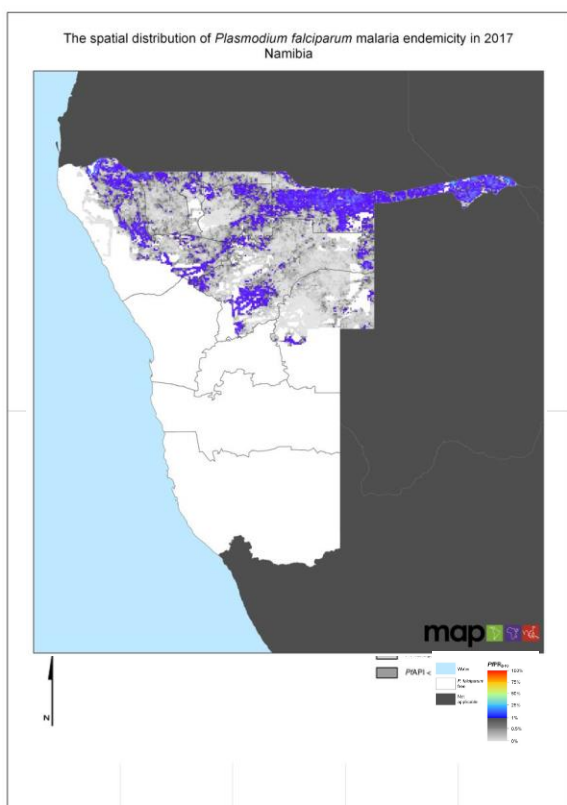 The spatial distribution of Plasmodium falciparum malaria endemicity in 2017
Namibia
map
N
PfAPI <
Water
P. falciparum
free
Not
applicable
100%
75%
50%
25%
1%
0.5%
0%